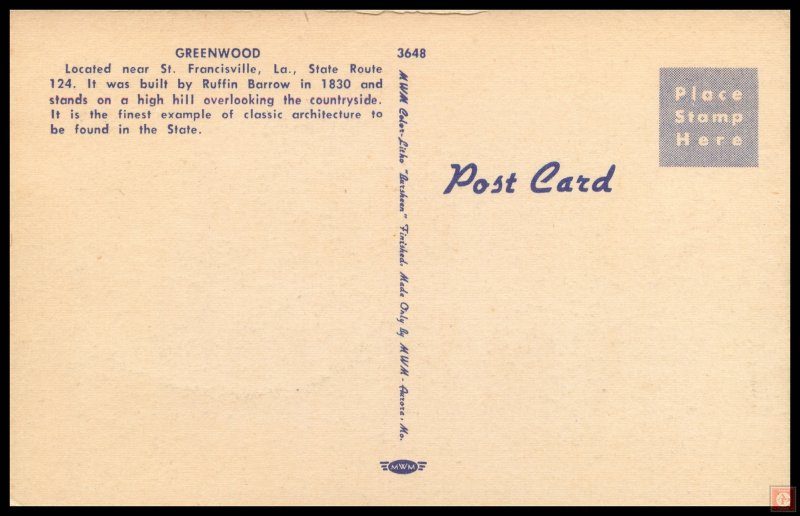 GREENWOOD
Located near St. Francisville, La., State Route
124. It was built by Ruffin Barrow in 1830 and
stands on a high hill overlooking the countryside.
It is the finest example of classic architecture to
be found in the State.
3648
MWM Color-Litho "Larsheen" Finished. Made Only by MWM - Aurora, Mo.
MWM
Post Card
Place
Stamp
Here